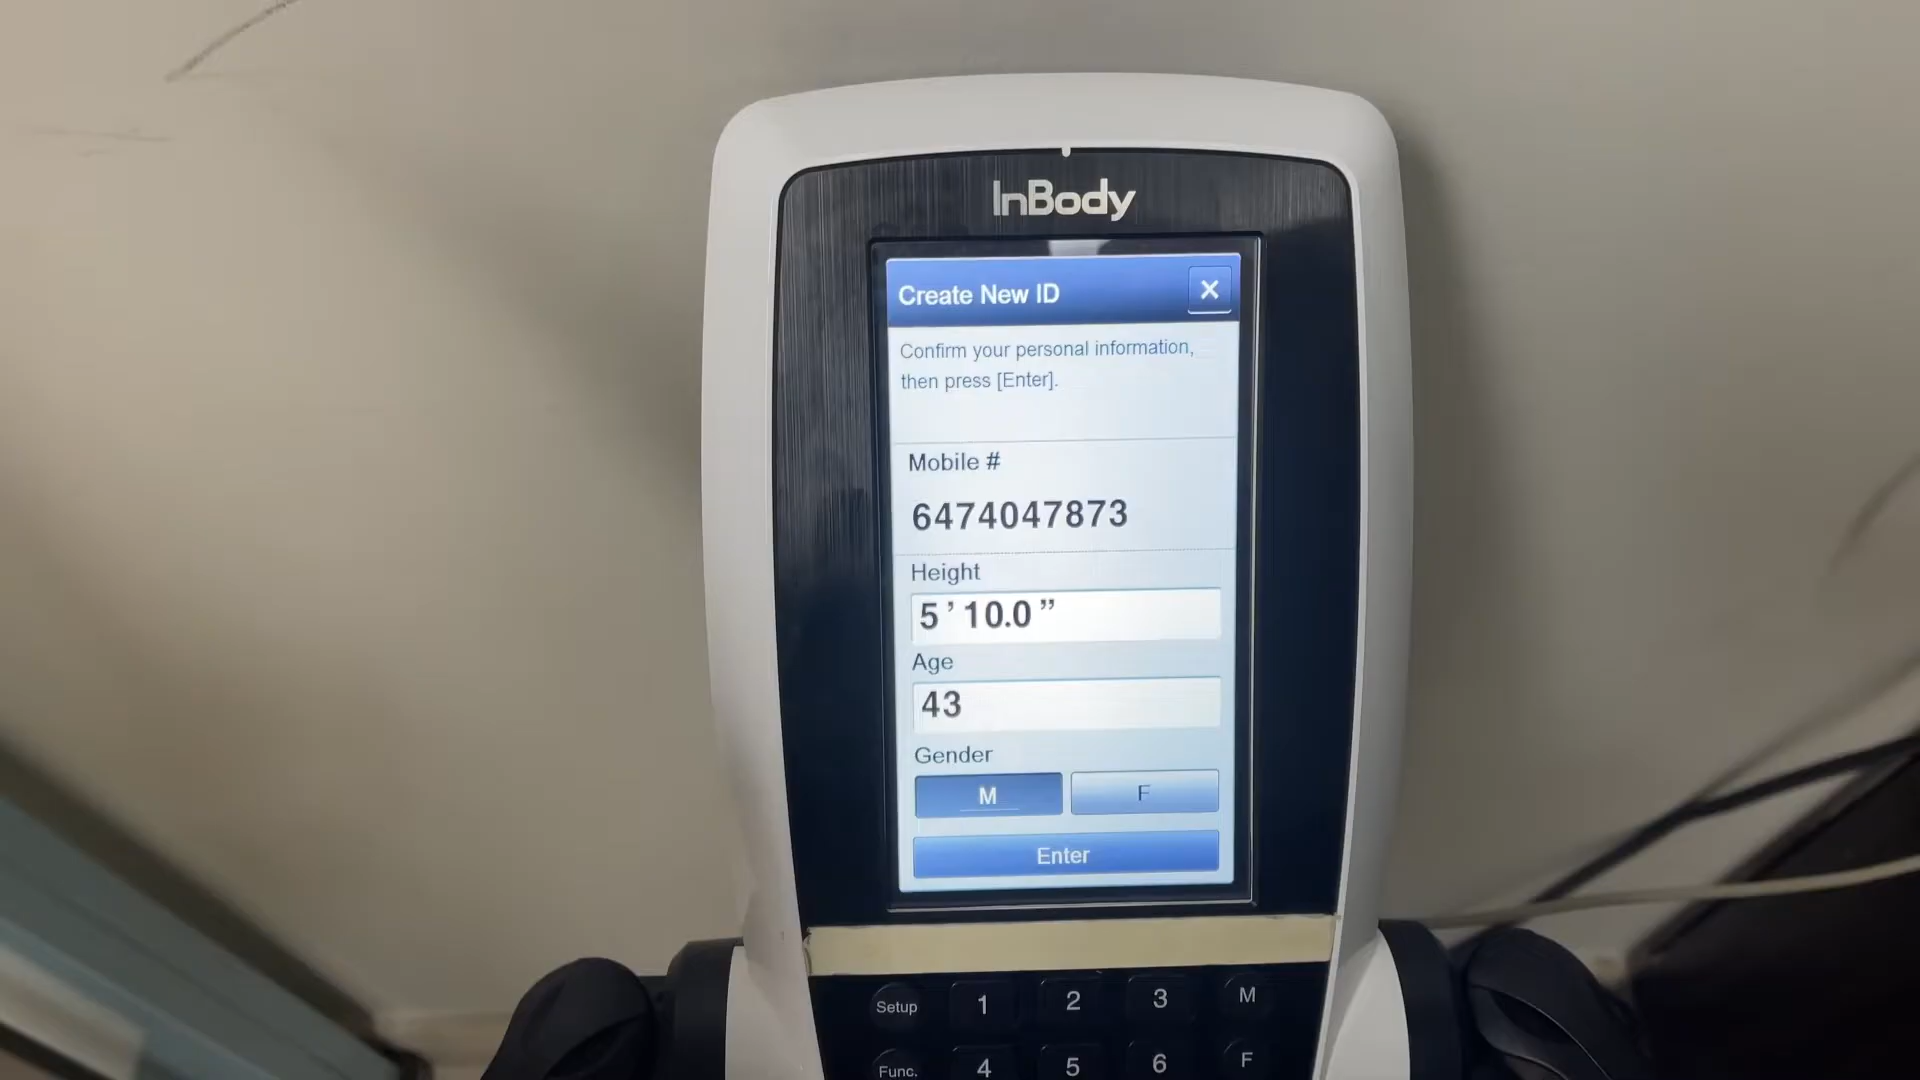 InBody
Create New ID
Confirm your personal information,
then press [Enter].
Mobile #
6474047873
Height
5 ' 10.0 ”
Age
43
Gender
M F
Enter
Setup 1 2 3 M
Func. 4 5 6 F